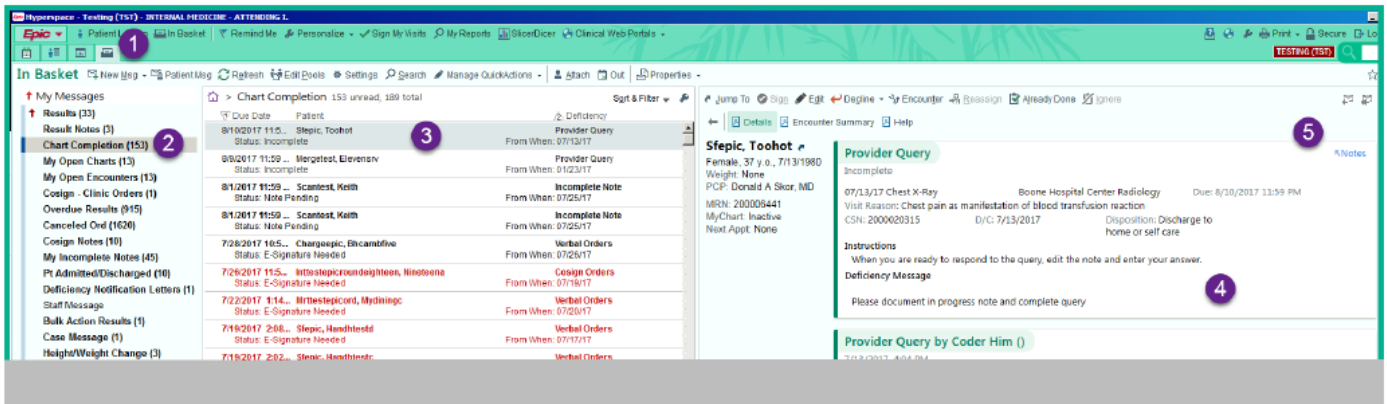 Hyperspace - Testing (TST) - INTERNAL MEDICINE - ATTENDING I.
Epic Patient In Basket Remind Me Personalize Sign My Visits My Reports SlicerDicer Clinical Web Portals Print Secure Lo
1
TESTING (TST)
In Basket New Msg Patient Msg Refresh Edit Pools Settings Search Manage QuickActions Attach Out Properties
My Messages
Results (33)
Result Notes (3)
Chart Completion (153)
2
My Open Charts (13)
My Open Encounters (13)
Cosign - Clinic Orders (1)
Overdue Results (915)
Canceled Ord (1620)
Cosign Notes (10)
My Incomplete Notes (45)
Pt Admitted/Discharged (10)
Deficiency Notification Letters (1)
Staff Message
Bulk Action Results (1)
Case Message (1)
Height/Weight Change (3)
> Chart Completion 153 unread, 189 total Sort & Filter
Due Date Patient Deficiency
8/10/2017 11:5... Sfepic, Toohot Provider Query
Status: Incomplete From When: 07/13/17
3
8/9/2017 11:59 ... Mergetest, Elevensrv Provider Query
Status: Incomplete From When: 01/23/17
8/1/2017 11:59 ... Scantest, Keith Incomplete Note
Status: Note Pending From When: 07/25/17
8/1/2017 11:59 ... Scantest, Keith Incomplete Note
Status: Note Pending From When: 07/25/17
7/28/2017 10:5... Chargeepic, Bhcambfive Verbal Orders
Status: E-Signature Needed From When: 07/26/17
7/26/2017 11:5... Inttestepicroundeighteen, Nineteena Cosign Orders
Status: E-Signature Needed From When: 07/19/17
7/22/2017 1:14... Mrttestepicord, Mydiningc Verbal Orders
Status: E-Signature Needed From When: 07/20/17
7/19/2017 2:08... Sfepic, Handhtestd Verbal Orders
Status: E-Signature Needed From When: 07/17/17
7/19/2017 2:02... Sfepic, Handhtestc Verbal Orders
Jump To Sign Edit Decline Encounter Reassign Already Done Ignore
Details Encounter Summary Help
5
Sfepic, Toohot
Female, 37 y.o., 7/13/1980
Weight: None
PCP: Donald A Skor, MD
MRN: 200006441
MyChart: Inactive
Next Appt: None
Provider Query
Notes
Incomplete
07/13/17 Chest X-Ray Boone Hospital Center Radiology Due: 8/10/2017 11:59 PM
Visit Reason: Chest pain as manifestation of blood transfusion reaction
CSN: 2000020315 D/C: 7/13/2017 Disposition: Discharge to
home or self care
Instructions
When you are ready to respond to the query, edit the note and enter your answer.
Deficiency Message
4
Please document in progress note and complete query
Provider Query by Coder Him ()
7/13/2017 4:04 PM